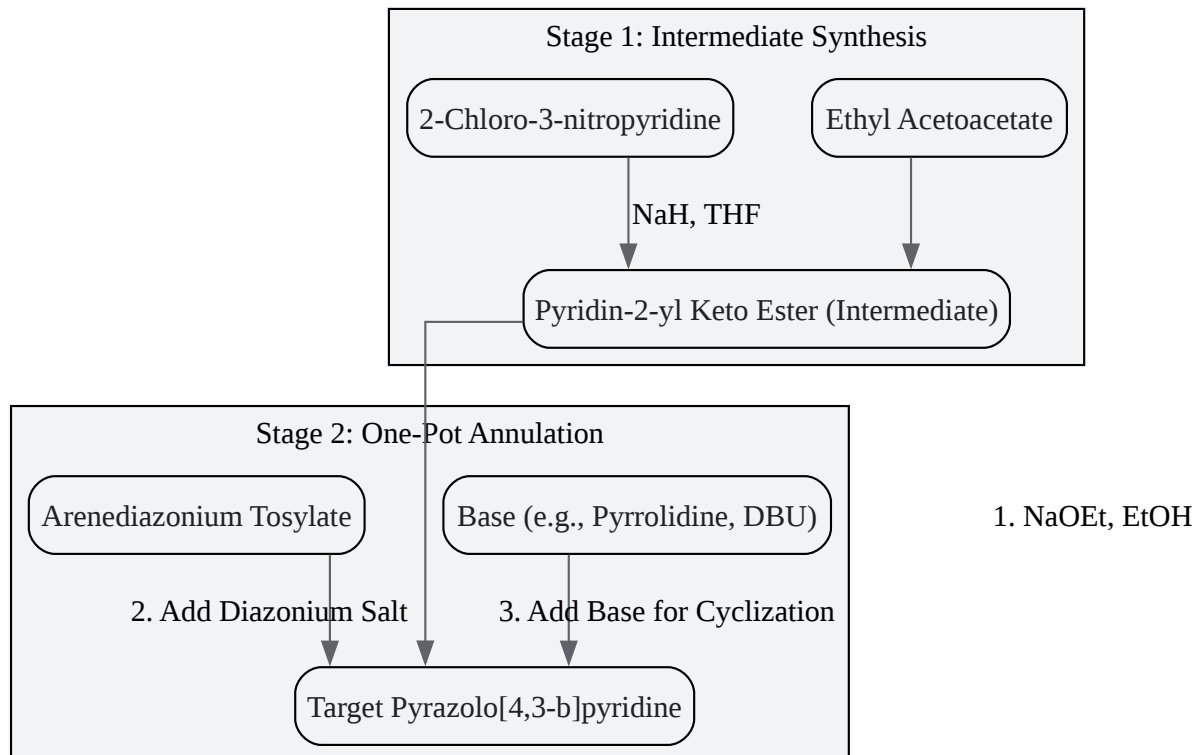 Stage 1: Intermediate Synthesis
2-Chloro-3-nitropyridine
Ethyl Acetoacetate
NaH, THF
Pyridin-2-yl Keto Ester (Intermediate)
Stage 2: One-Pot Annulation
Arenediazonium Tosylate
Base (e.g., Pyrrolidine, DBU)
1. NaOEt, EtOH
2. Add Diazonium Salt
3. Add Base for Cyclization
Target Pyrazolo[4,3-b]pyridine